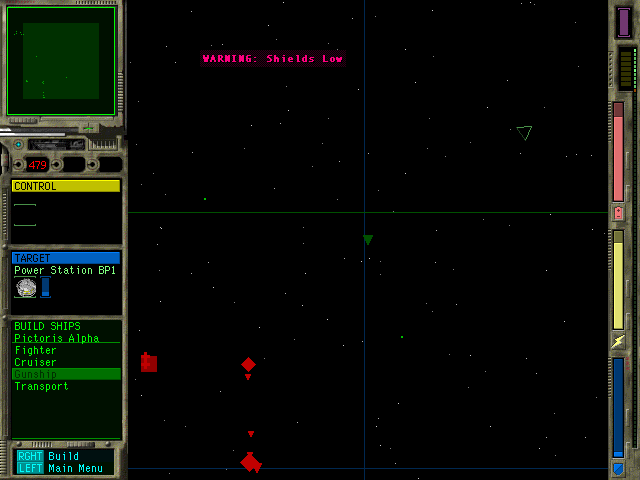 WARNING: Shields Low
479
CONTROL
TARGET
Power Station BP1
BUILD SHIPS
Pictoris Alpha
Fighter
Cruiser
Gunship
Transport
RGHT Build
LEFT Main Menu